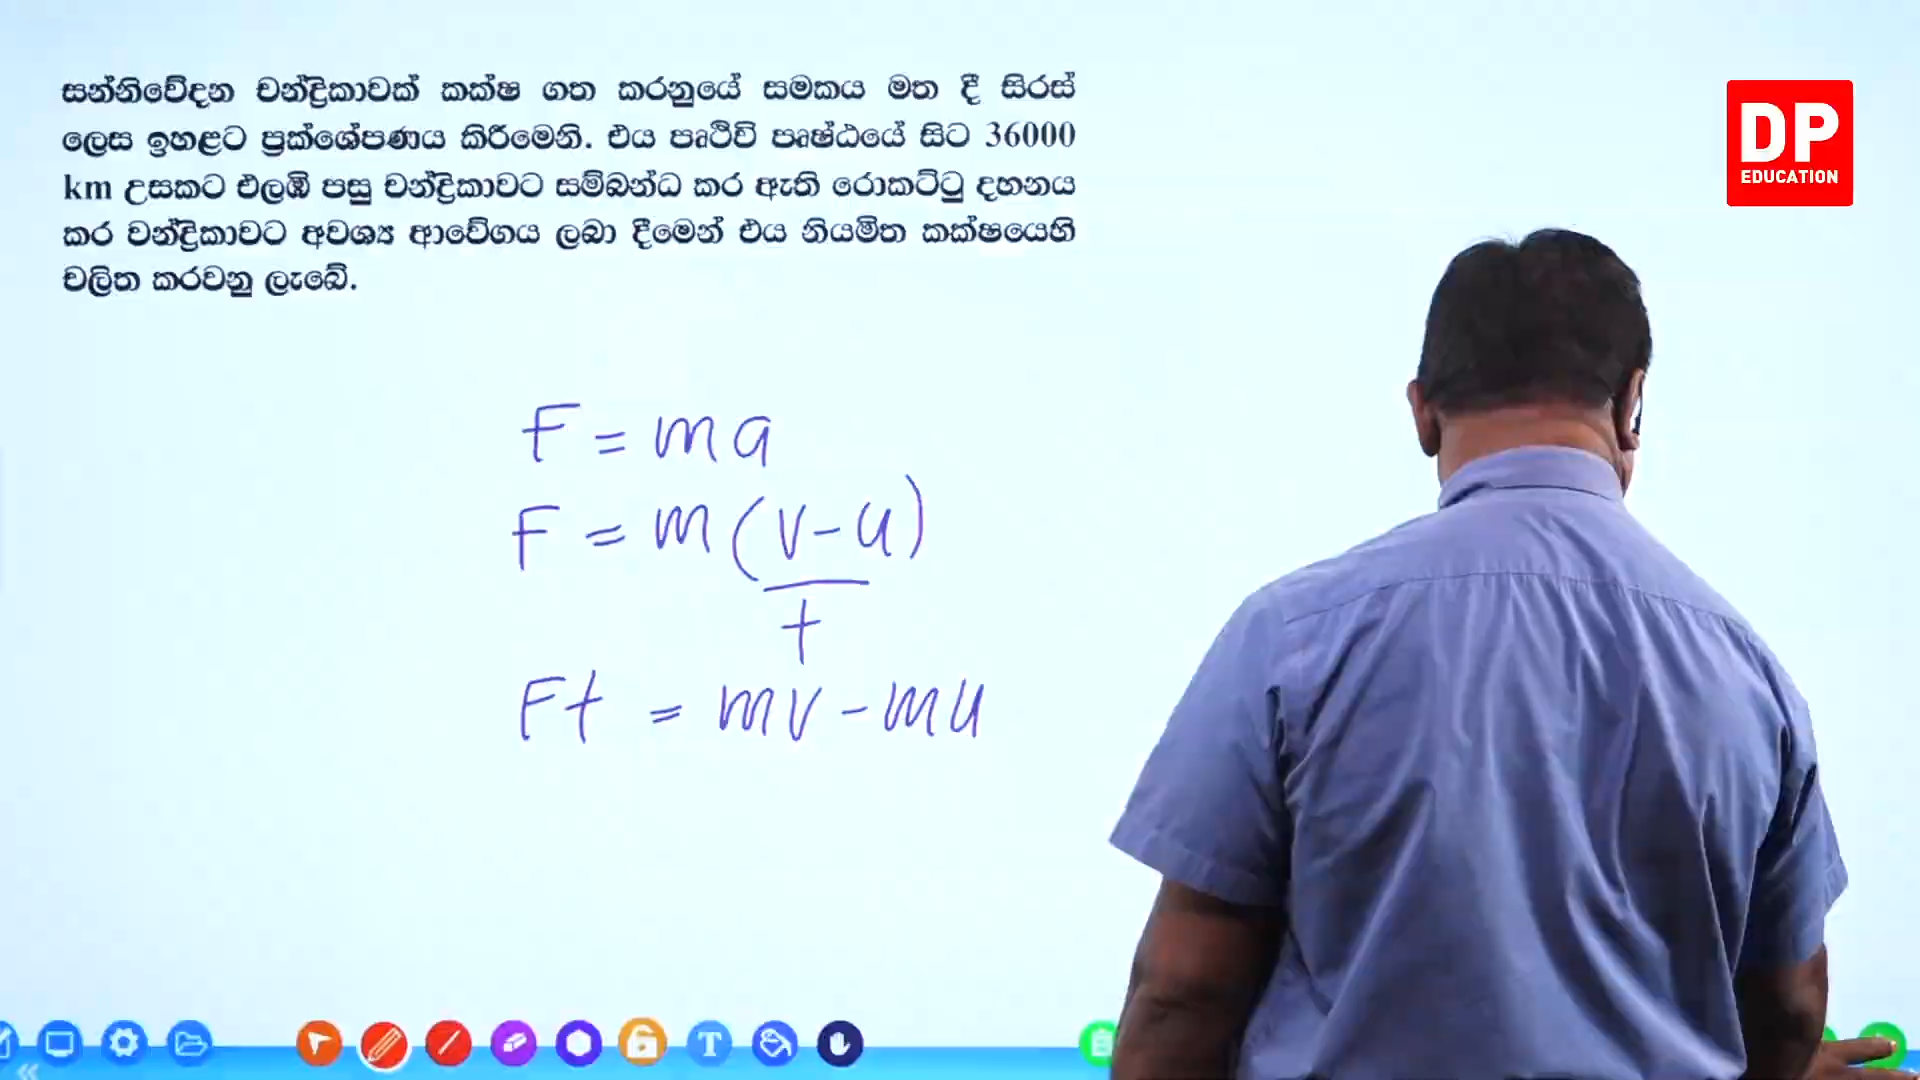 සන්නිවේදන චන්ද්‍රිකාවක් කක්ෂ ගත කරනුයේ සමකය මත දී සිරස්
ලෙස ඉහළට ප්‍රක්ශේපණය කිරීමෙනි. එය පෘථිවි පෘෂ්ඨයේ සිට 36000
km උසකට එලඹි පසු චන්ද්‍රිකාවට සම්බන්ධ කර ඇති රොකට්ටු දහනය
කර චන්ද්‍රිකාවට අවශ්‍ය ආවේගය ලබා දීමෙන් එය නියමිත කක්ෂයෙහි
චලිත කරවනු ලැබේ.
DP
EDUCATION
F = ma
F = m(v-u)
t
Ft = mv - mu
T